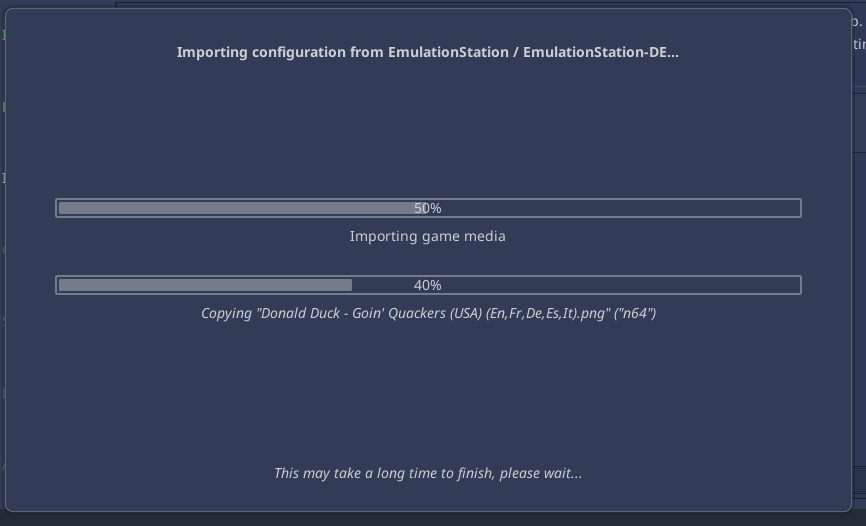 Importing configuration from EmulationStation / EmulationStation-DE...
50%
Importing game media
40%
Copying "Donald Duck - Goin' Quackers (USA) (En,Fr,De,Es,It).png" ("n64")
This may take a long time to finish, please wait...